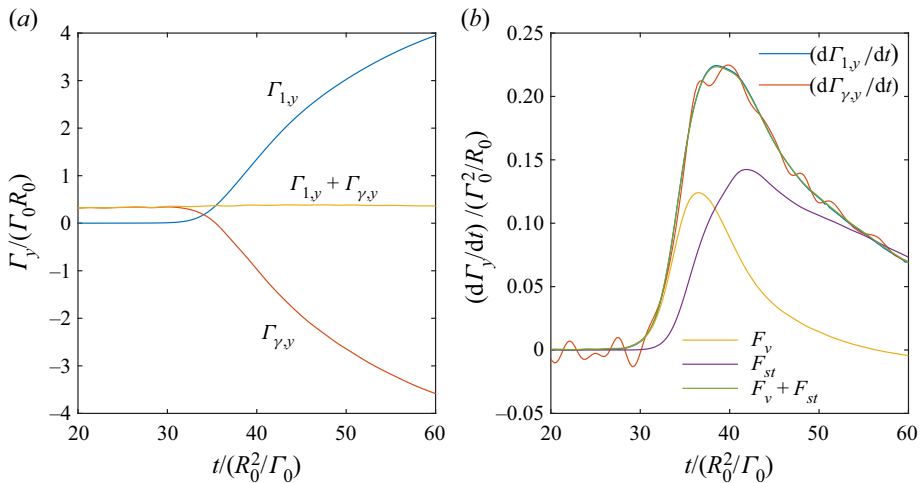 (a)
4
3
2
1
0
−1
−2
−3
−4
20 30 40 50 60
Γ_y/(Γ_0R_0)
t/(R_0^2/Γ_0)
Γ_{1,y}
Γ_{1,y} + Γ_{γ,y}
Γ_{γ,y}
(b)
0.25
0.20
0.15
0.10
0.05
0
−0.05
20 30 40 50 60
(dΓ_y/dt)/(Γ_0^2/R_0)
t/(R_0^2/Γ_0)
(dΓ_{1,y}/dt)
(dΓ_{γ,y}/dt)
F_v
F_{st}
F_v + F_{st}